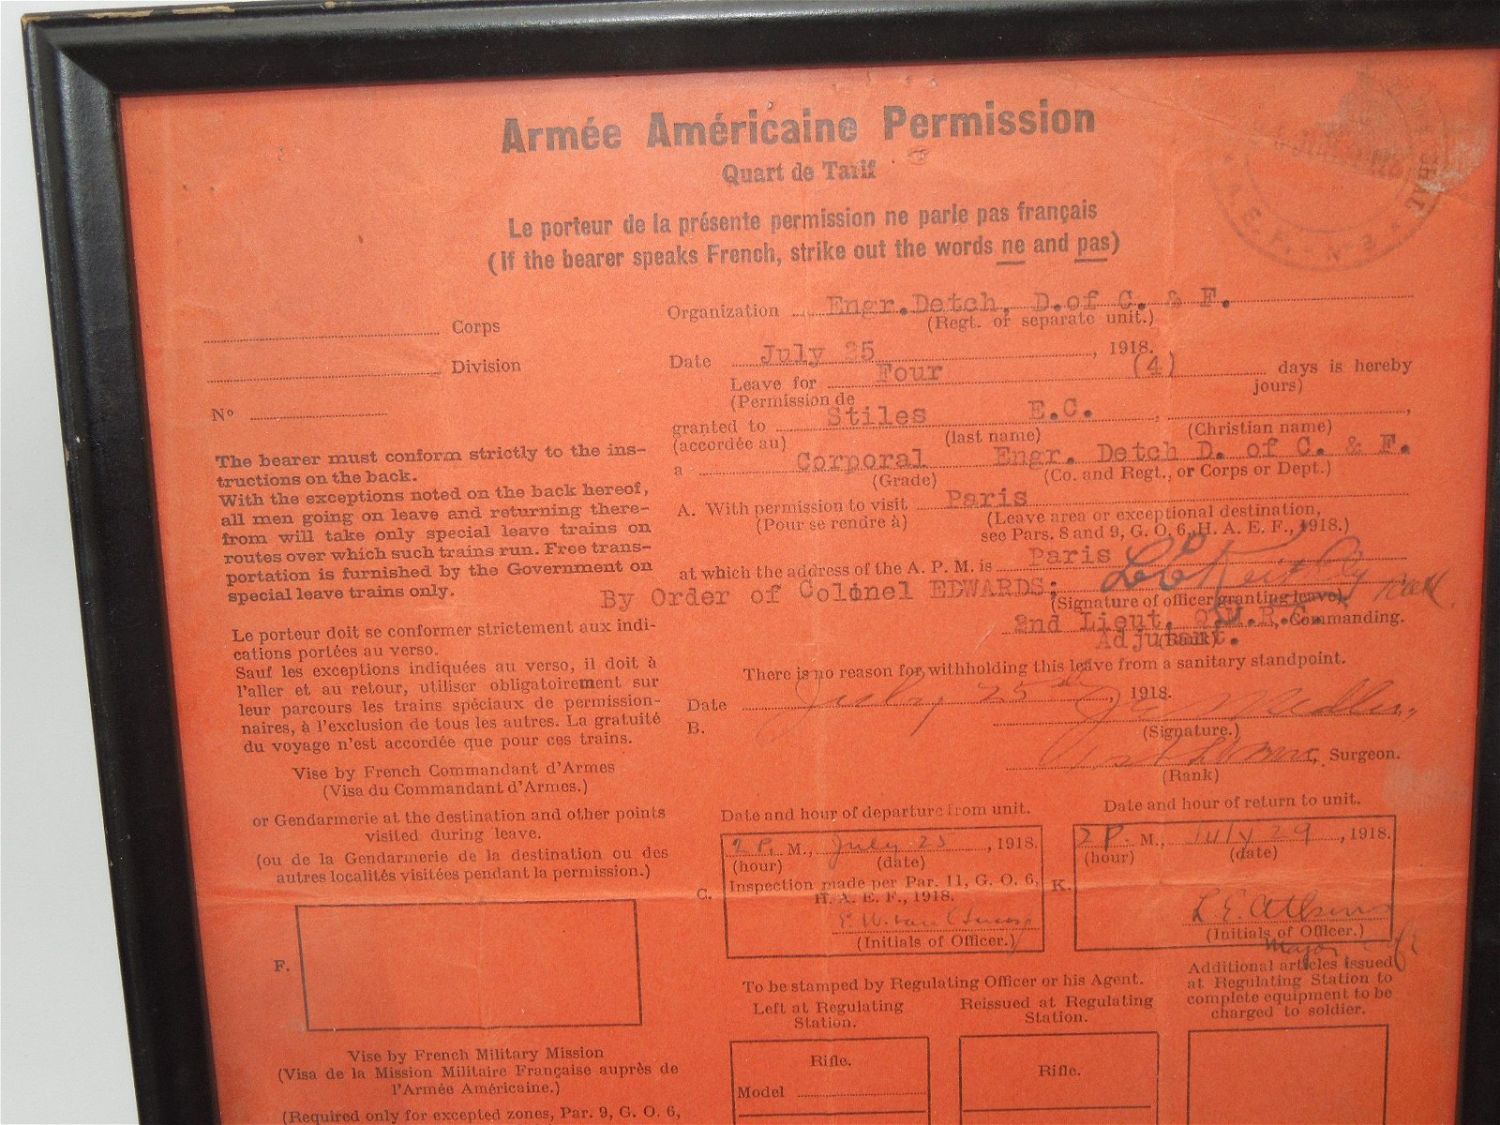 Armée Américaine Permission
Quart de Tarif
Le porteur de la présente permission ne parle pas français
(If the bearer speaks French, strike out the words ne and pas)
A. E. F. - No. 3
Corps
Division
No
The bearer must conform strictly to the ins-
tructions on the back.
With the exceptions noted on the back hereof,
all men going on leave and returning there-
from will take only special leave trains on
routes over which such trains run. Free trans-
portation is furnished by the Government on
special leave trains only.
Le porteur doit se conformer strictement aux indi-
cations portées au verso.
Sauf les exceptions indiquées au verso, il doit à
l'aller et au retour, utiliser obligatoirement sur
leur parcours les trains spéciaux de permission-
naires, à l'exclusion de tous les autres. La gratuité
du voyage n'est accordée que pour ces trains.
Vise by French Commandant d'Armes
(Visa du Commandant d'Armes.)
or Gendarmerie at the destination and other points
visited during leave.
(ou de la Gendarmerie de la destination ou des
autres localités visitées pendant la permission.)
F.
Vise by French Military Mission
(Visa de la Mission Militaire Française auprès de
l'Armée Américaine.)
(Required only for excepted zones, Par. 9, G. O. 6,
Organization Engr. Detch, D.of C. & F.
(Regt. or separate unit.)
Date July 25, 1918.
Leave for Four (4) days is hereby
(Permission de jours)
granted to Stiles E.C.,
(accordée au) (last name) (Christian name)
a Corporal Engr. Detch D. of C. & F.
(Grade) (Co. and Regt., or Corps or Dept.)
A. With permission to visit Paris
(Pour se rendre à) (Leave area or exceptional destination,
see Pars. 8 and 9, G. O. 6, H. A. E. F., 1918.)
at which the address of the A. P. M. is Paris
By Order of Colonel EDWARDS:
(Signature of officer granting leave)
2nd Lieut. Q.M.R.C. Commanding.
Adjutant. (Rank)
There is no reason for withholding this leave from a sanitary standpoint.
Date July 25th, 1918.
B.
(Signature.)
Surgeon.
(Rank)
Date and hour of departure from unit.
2 P. M., July 25, 1918.
(hour) (date)
C. Inspection made per Par. 11, G. O. 6,
H. A. E. F., 1918.
(Initials of Officer.)
Date and hour of return to unit.
2 P. M., July 29, 1918.
(hour) (date)
K.
(Initials of Officer.)
Major
To be stamped by Regulating Officer or his Agent.
Left at Regulating
Station.
Rifle.
Model
Reissued at Regulating
Station.
Rifle.
Additional articles issued
at Regulating Station to
complete equipment to be
charged to soldier.